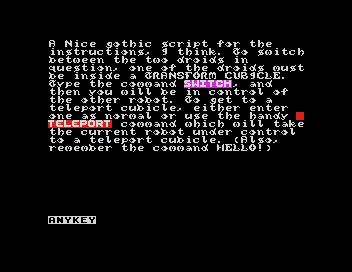 A Nice gothic script for the
instructions, I think. To switch
between the two droids in
question, one of the droids must
be inside a TRANSFORM CUBICLE.
Type the command SWITCH, and
then you will be in control of
the other robot. To get to a
teleport cubicle, either enter
one as normal or use the handy
TELEPORT command which will take
the current robot under control
to a teleport cubicle. (Also,
remember the command HELLO!)
ANYKEY